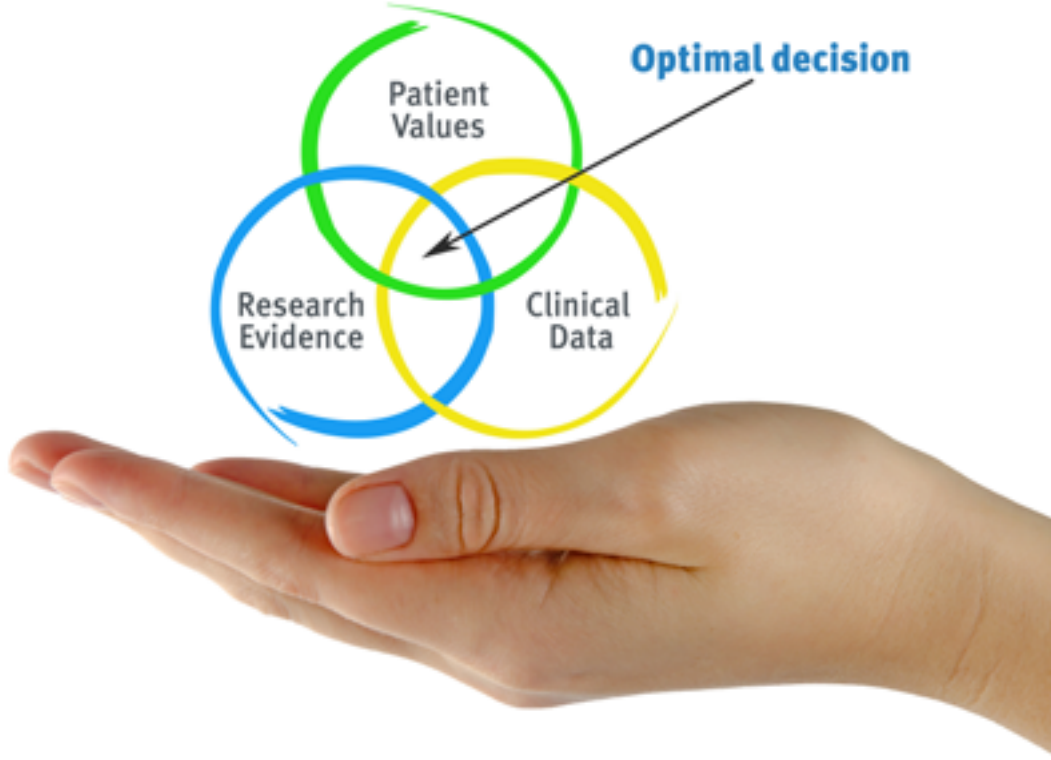 Optimal decision
Patient
Values
Research
Evidence
Clinical
Data